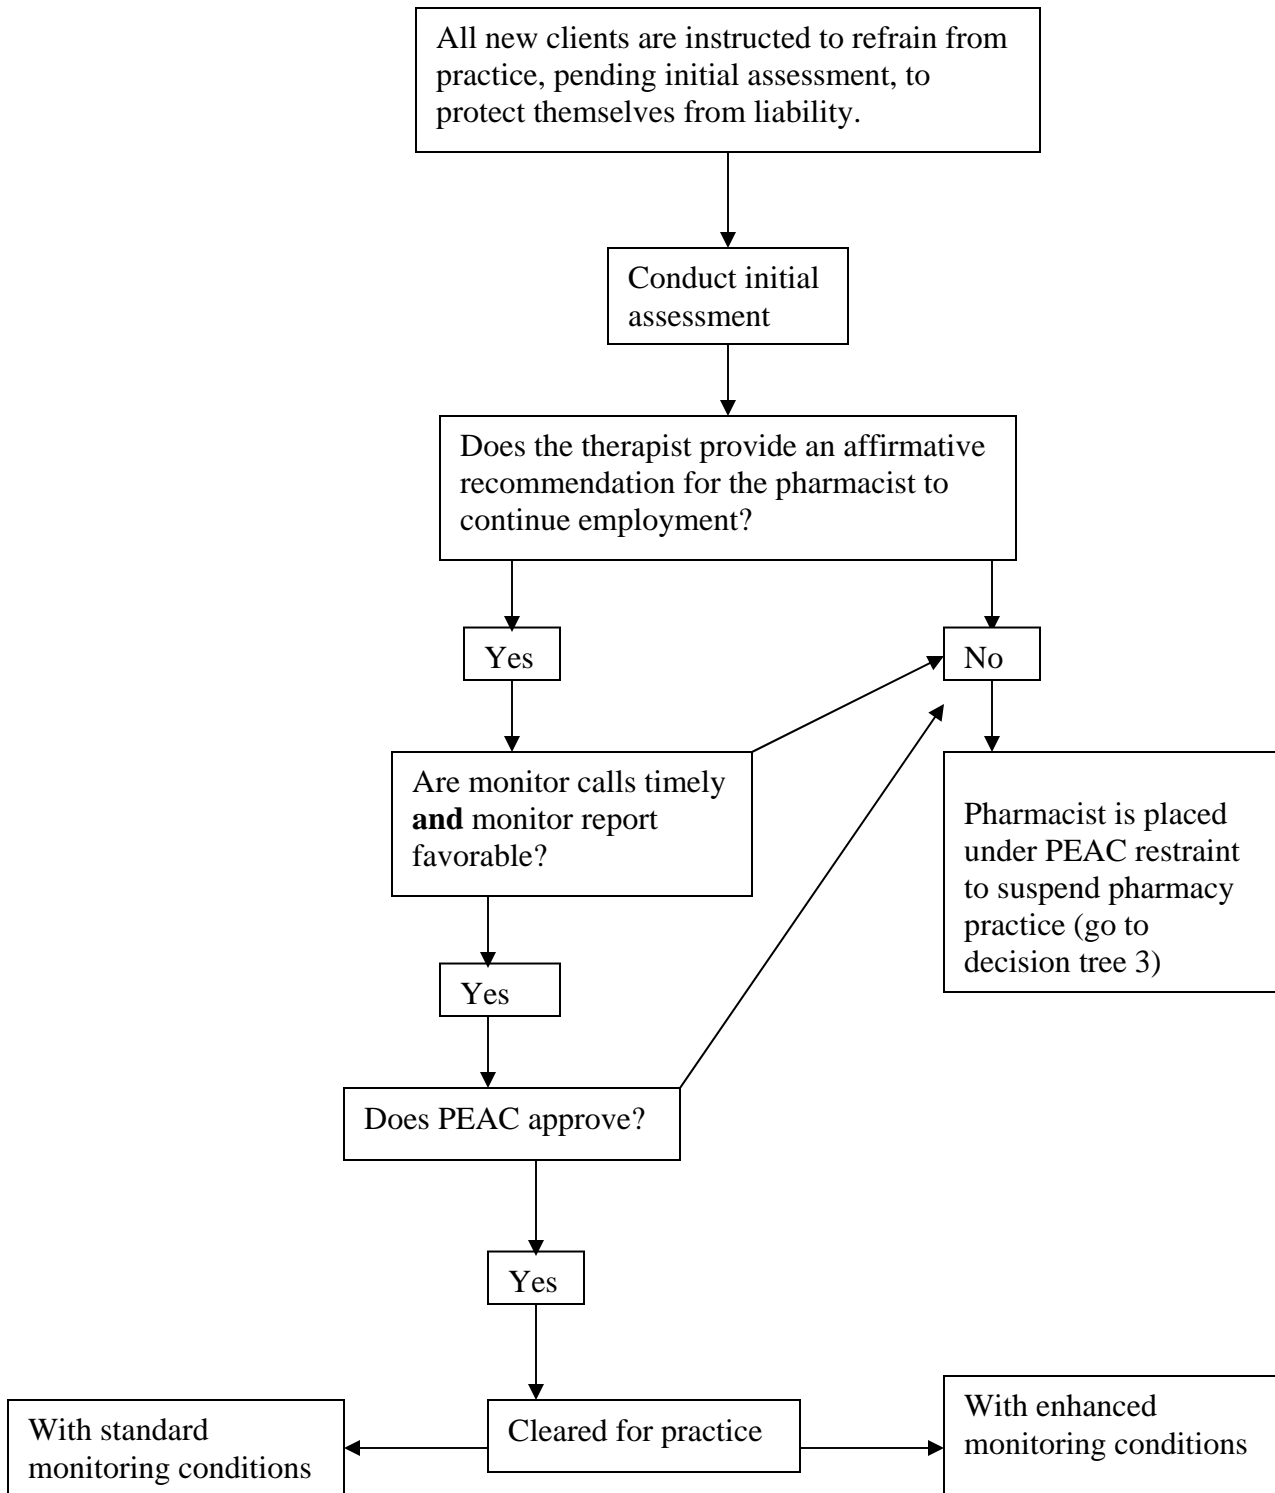 All new clients are instructed to refrain from
practice, pending initial assessment, to
protect themselves from liability.
Conduct initial
assessment
Does the therapist provide an affirmative
recommendation for the pharmacist to
continue employment?
Yes
No
Are monitor calls timely
and monitor report
favorable?
Pharmacist is placed
under PEAC restraint
to suspend pharmacy
practice (go to
decision tree 3)
Yes
Does PEAC approve?
Yes
With standard
monitoring conditions
Cleared for practice
With enhanced
monitoring conditions